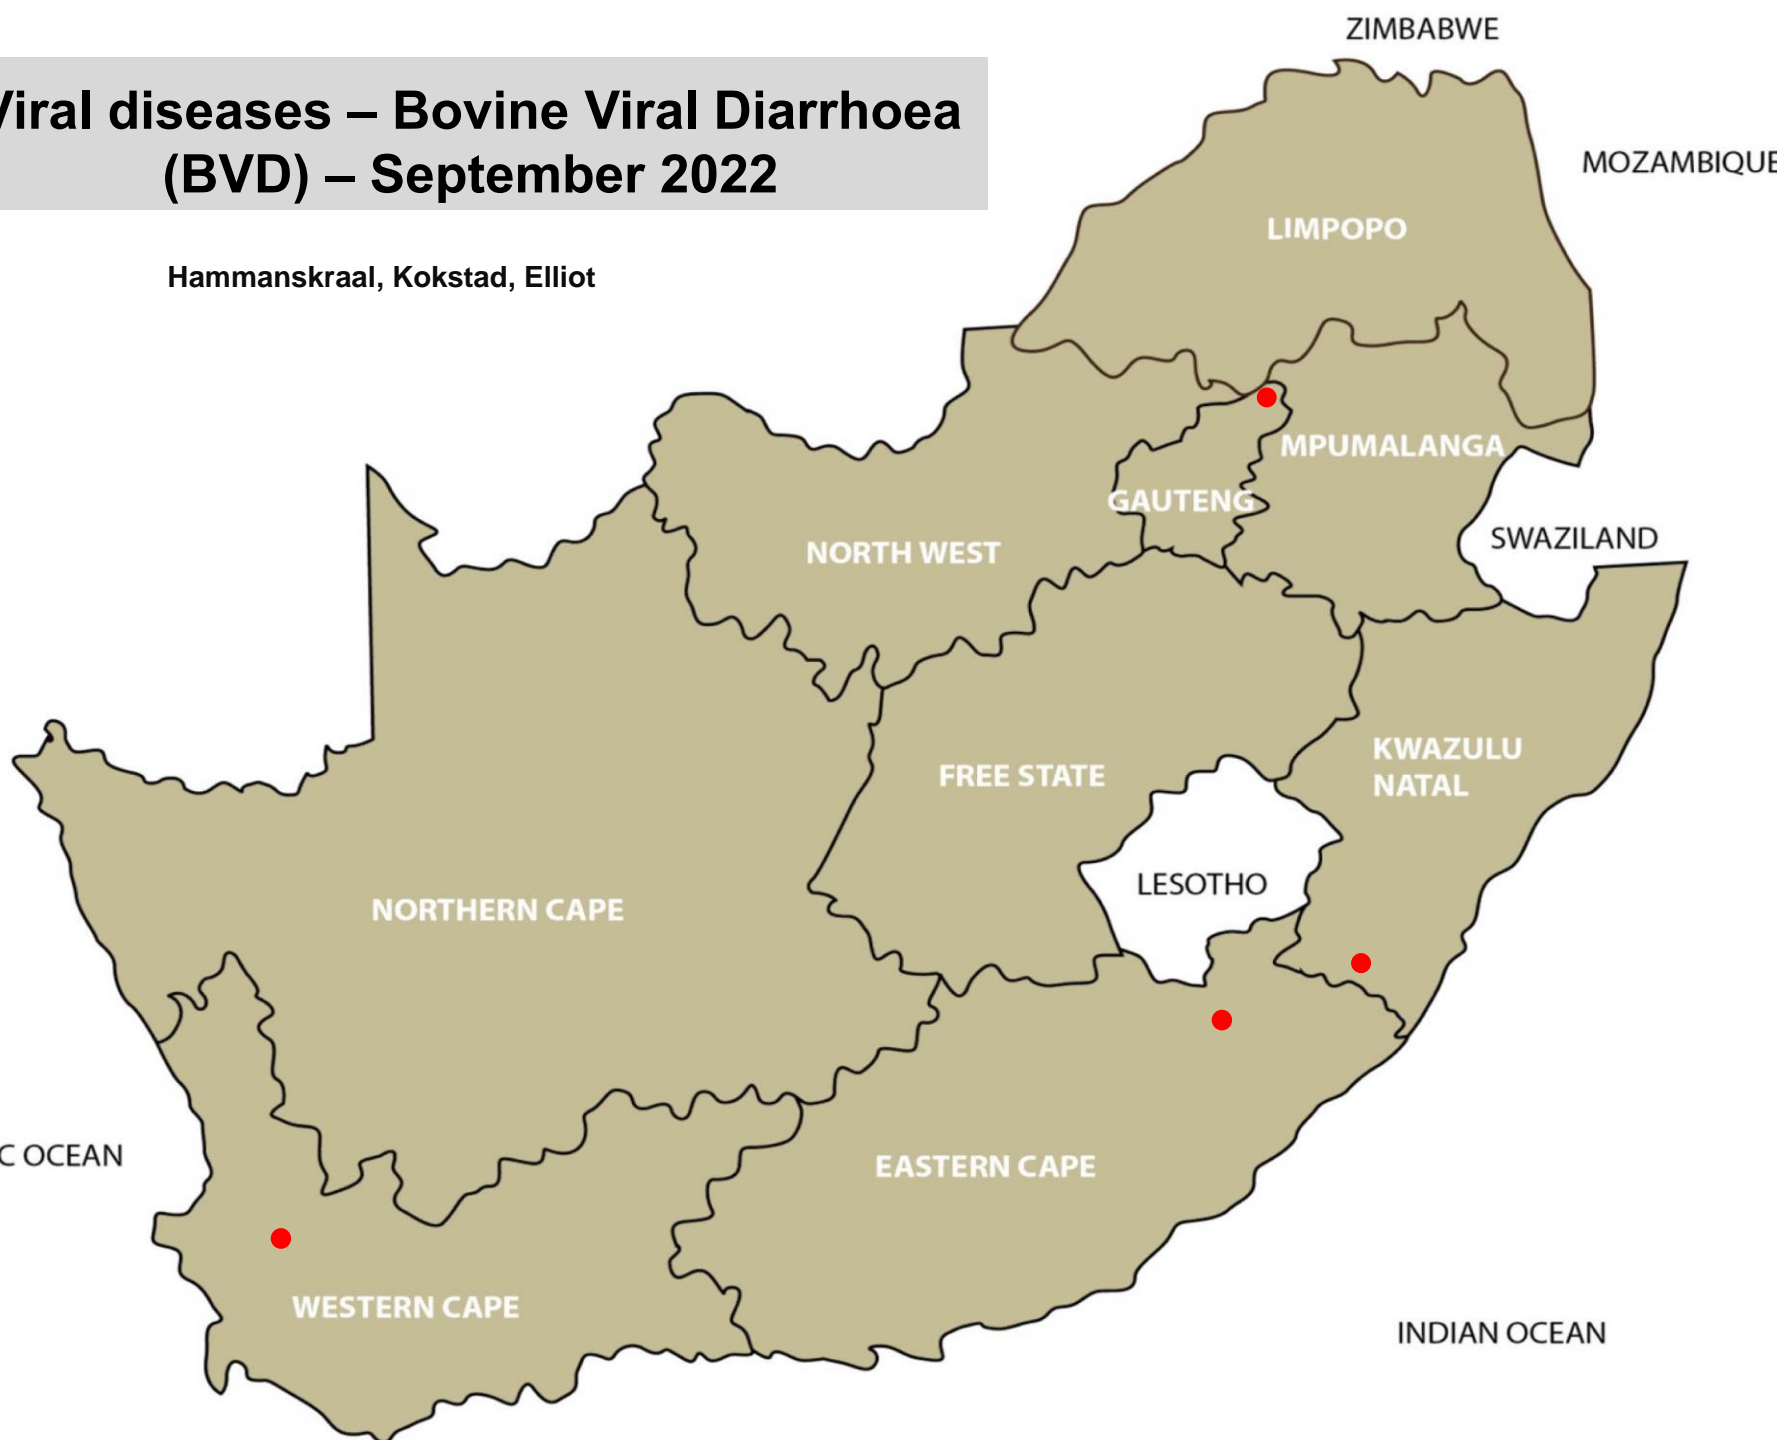 ZIMBABWE
Viral diseases – Bovine Viral Diarrhoea
(BVD) – September 2022
MOZAMBIQUE
LIMPOPO
Hammanskraal, Kokstad, Elliot
MPUMALANGA
GAUTENG
SWAZILAND
NORTH WEST
KWAZULU
NATAL
FREE STATE
LESOTHO
NORTHERN CAPE
C OCEAN
EASTERN CAPE
WESTERN CAPE
INDIAN OCEAN